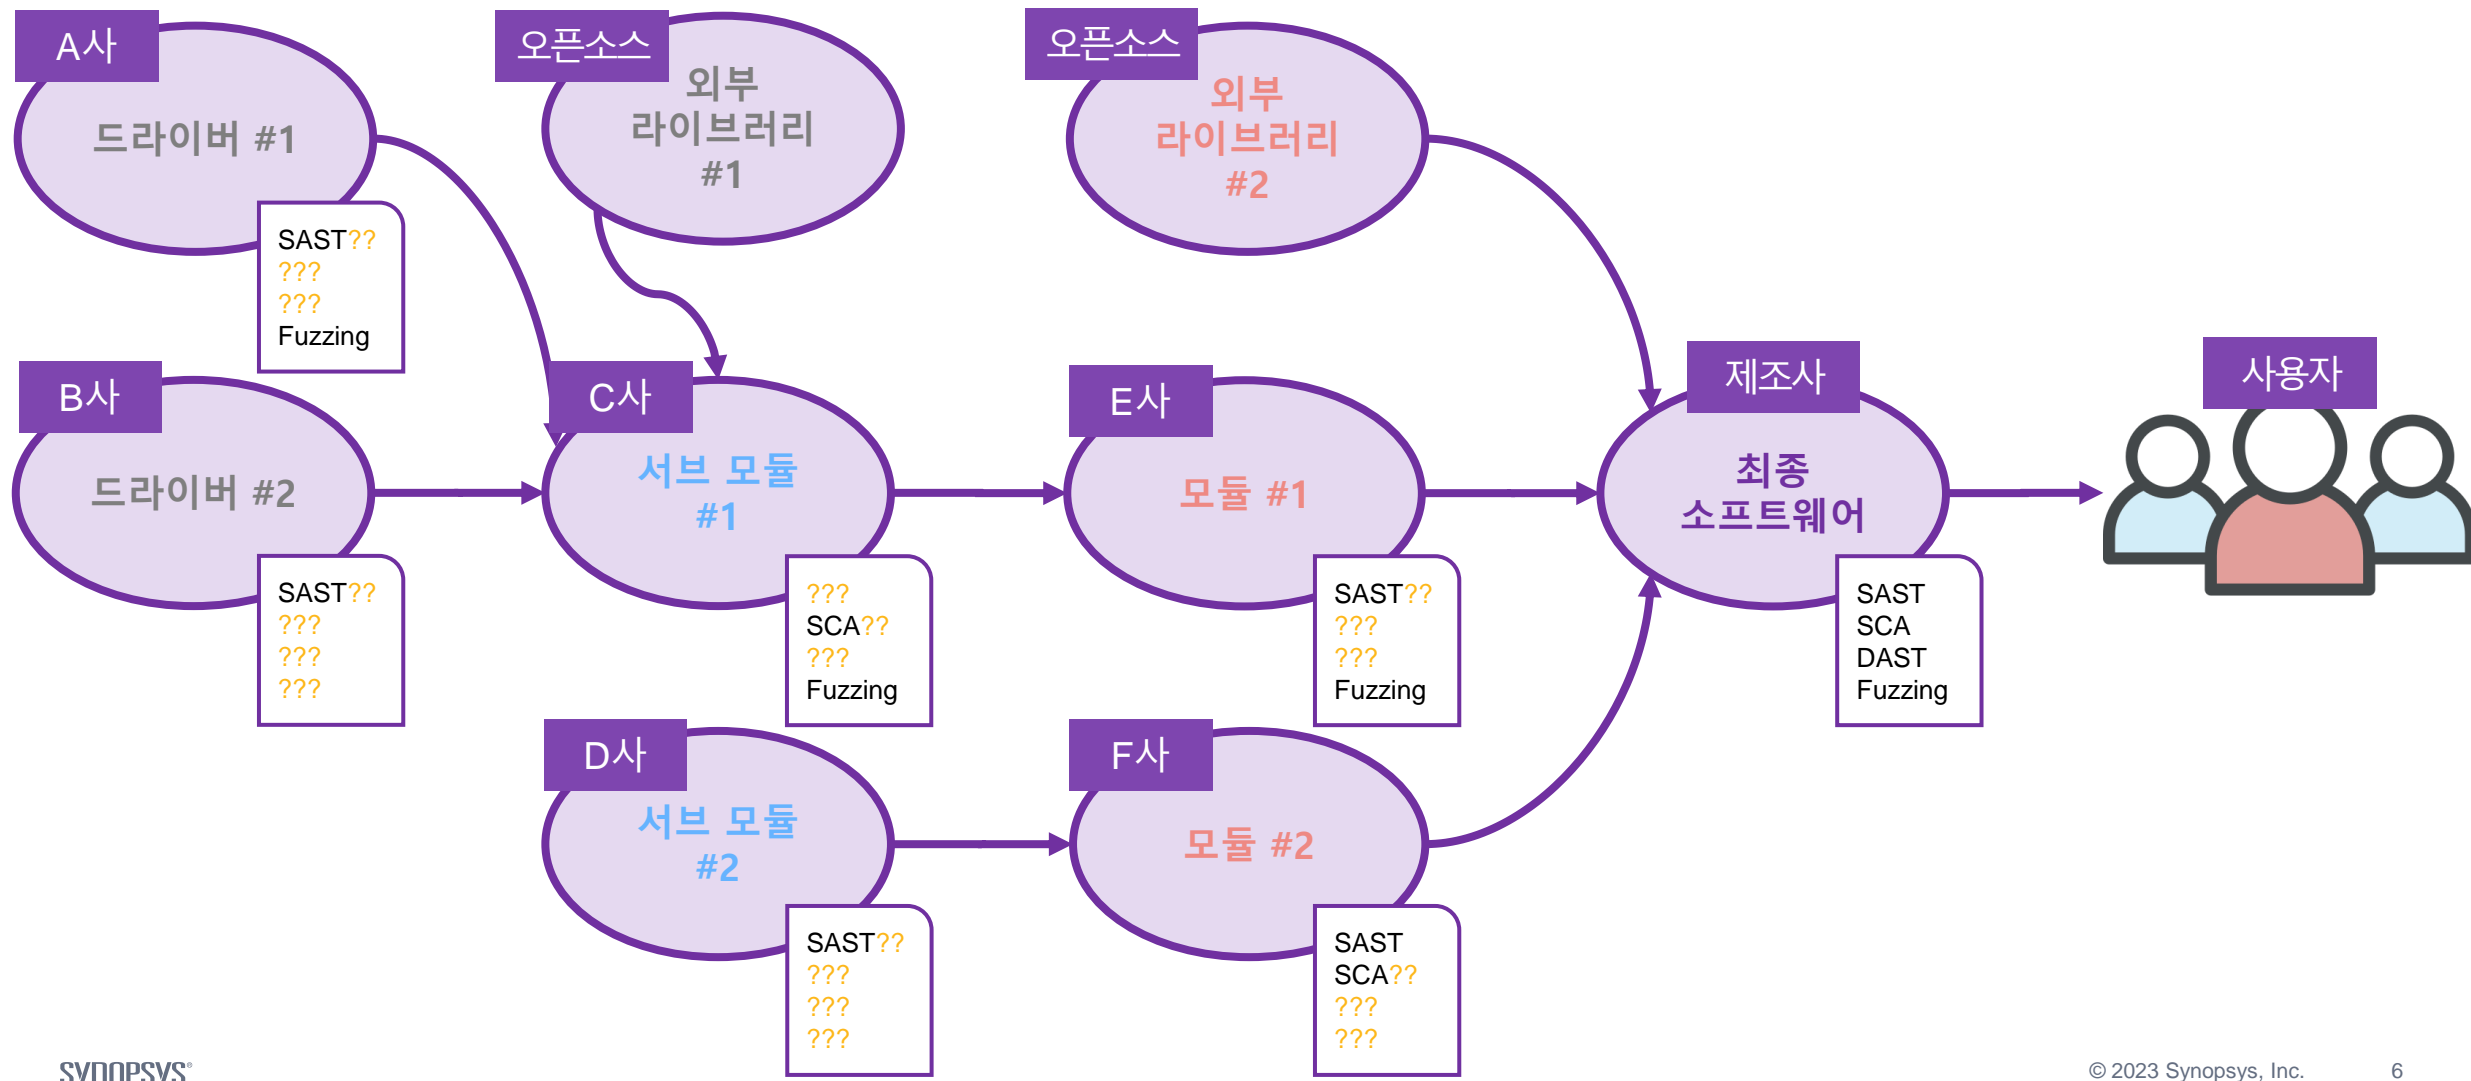 A사
드라이버 #1
SAST??
???
???
Fuzzing
오픈소스
외부
라이브러리
#1
오픈소스
외부
라이브러리
#2
B사
드라이버 #2
SAST??
???
???
???
C사
서브 모듈
#1
???
SCA??
???
Fuzzing
E사
모듈 #1
SAST??
???
???
Fuzzing
제조사
최종
소프트웨어
SAST
SCA
DAST
Fuzzing
사용자
D사
서브 모듈
#2
SAST??
???
???
???
F사
모듈 #2
SAST
SCA??
???
???
SYNOPSYS®
© 2023 Synopsys, Inc.
6